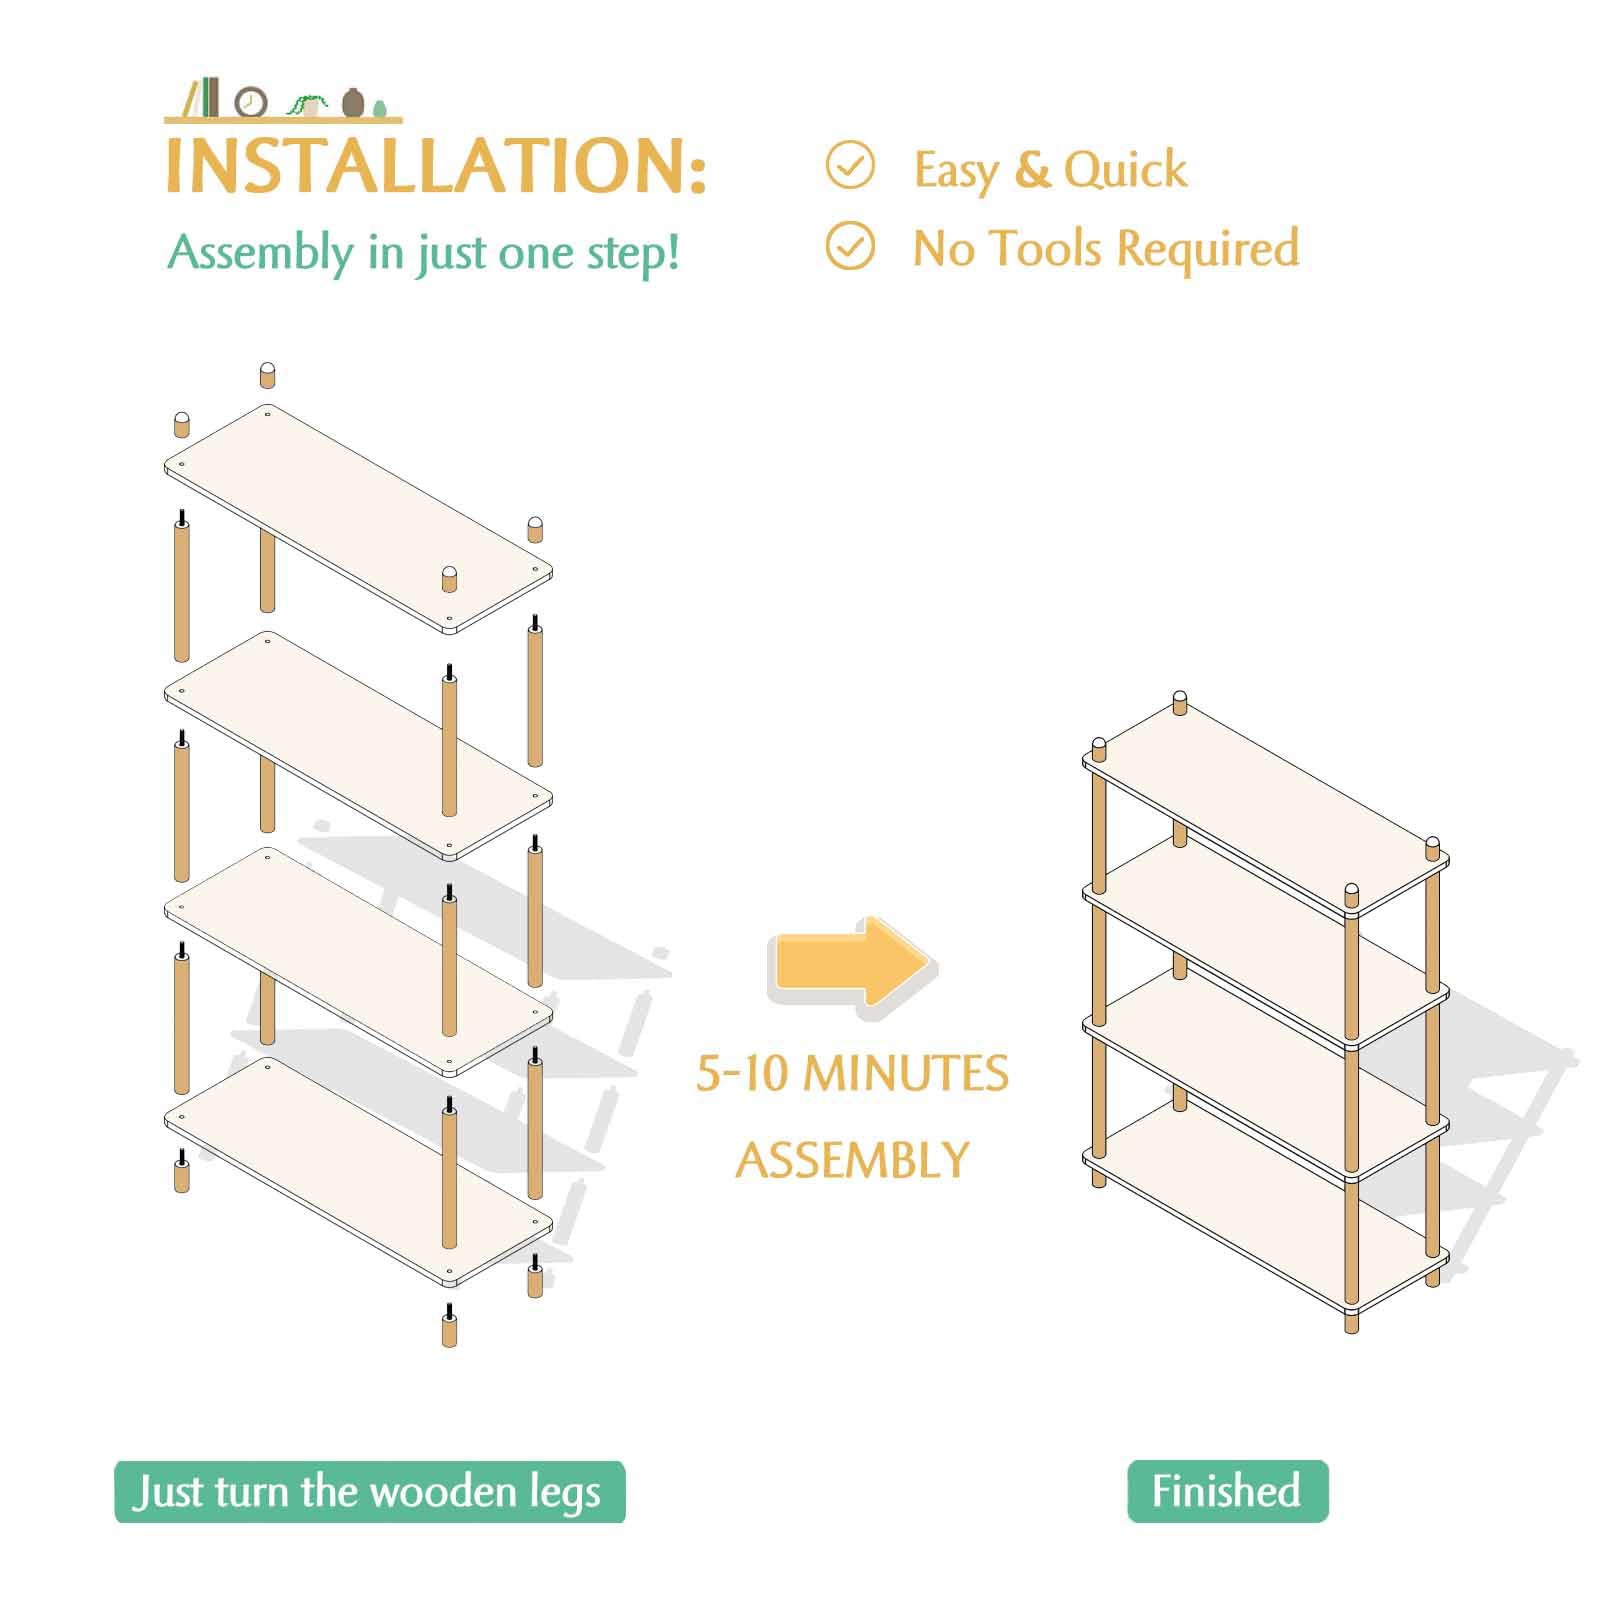 INSTALLATION:
Assembly in just one step!
Easy & Quick
No Tools Required
5-10 MINUTES
ASSEMBLY
Just turn the wooden legs
Finished